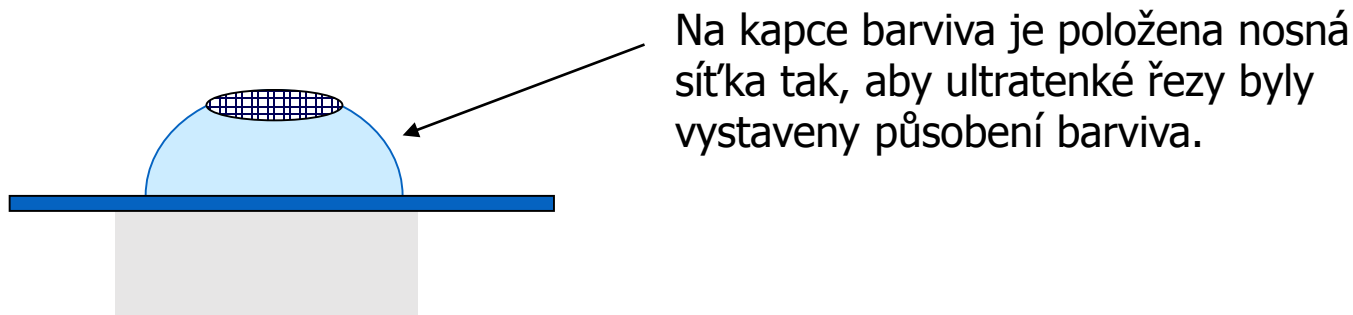 Na kapce barviva je položena nosná
síťka tak, aby ultratenké řezy byly
vystaveny působení barviva.